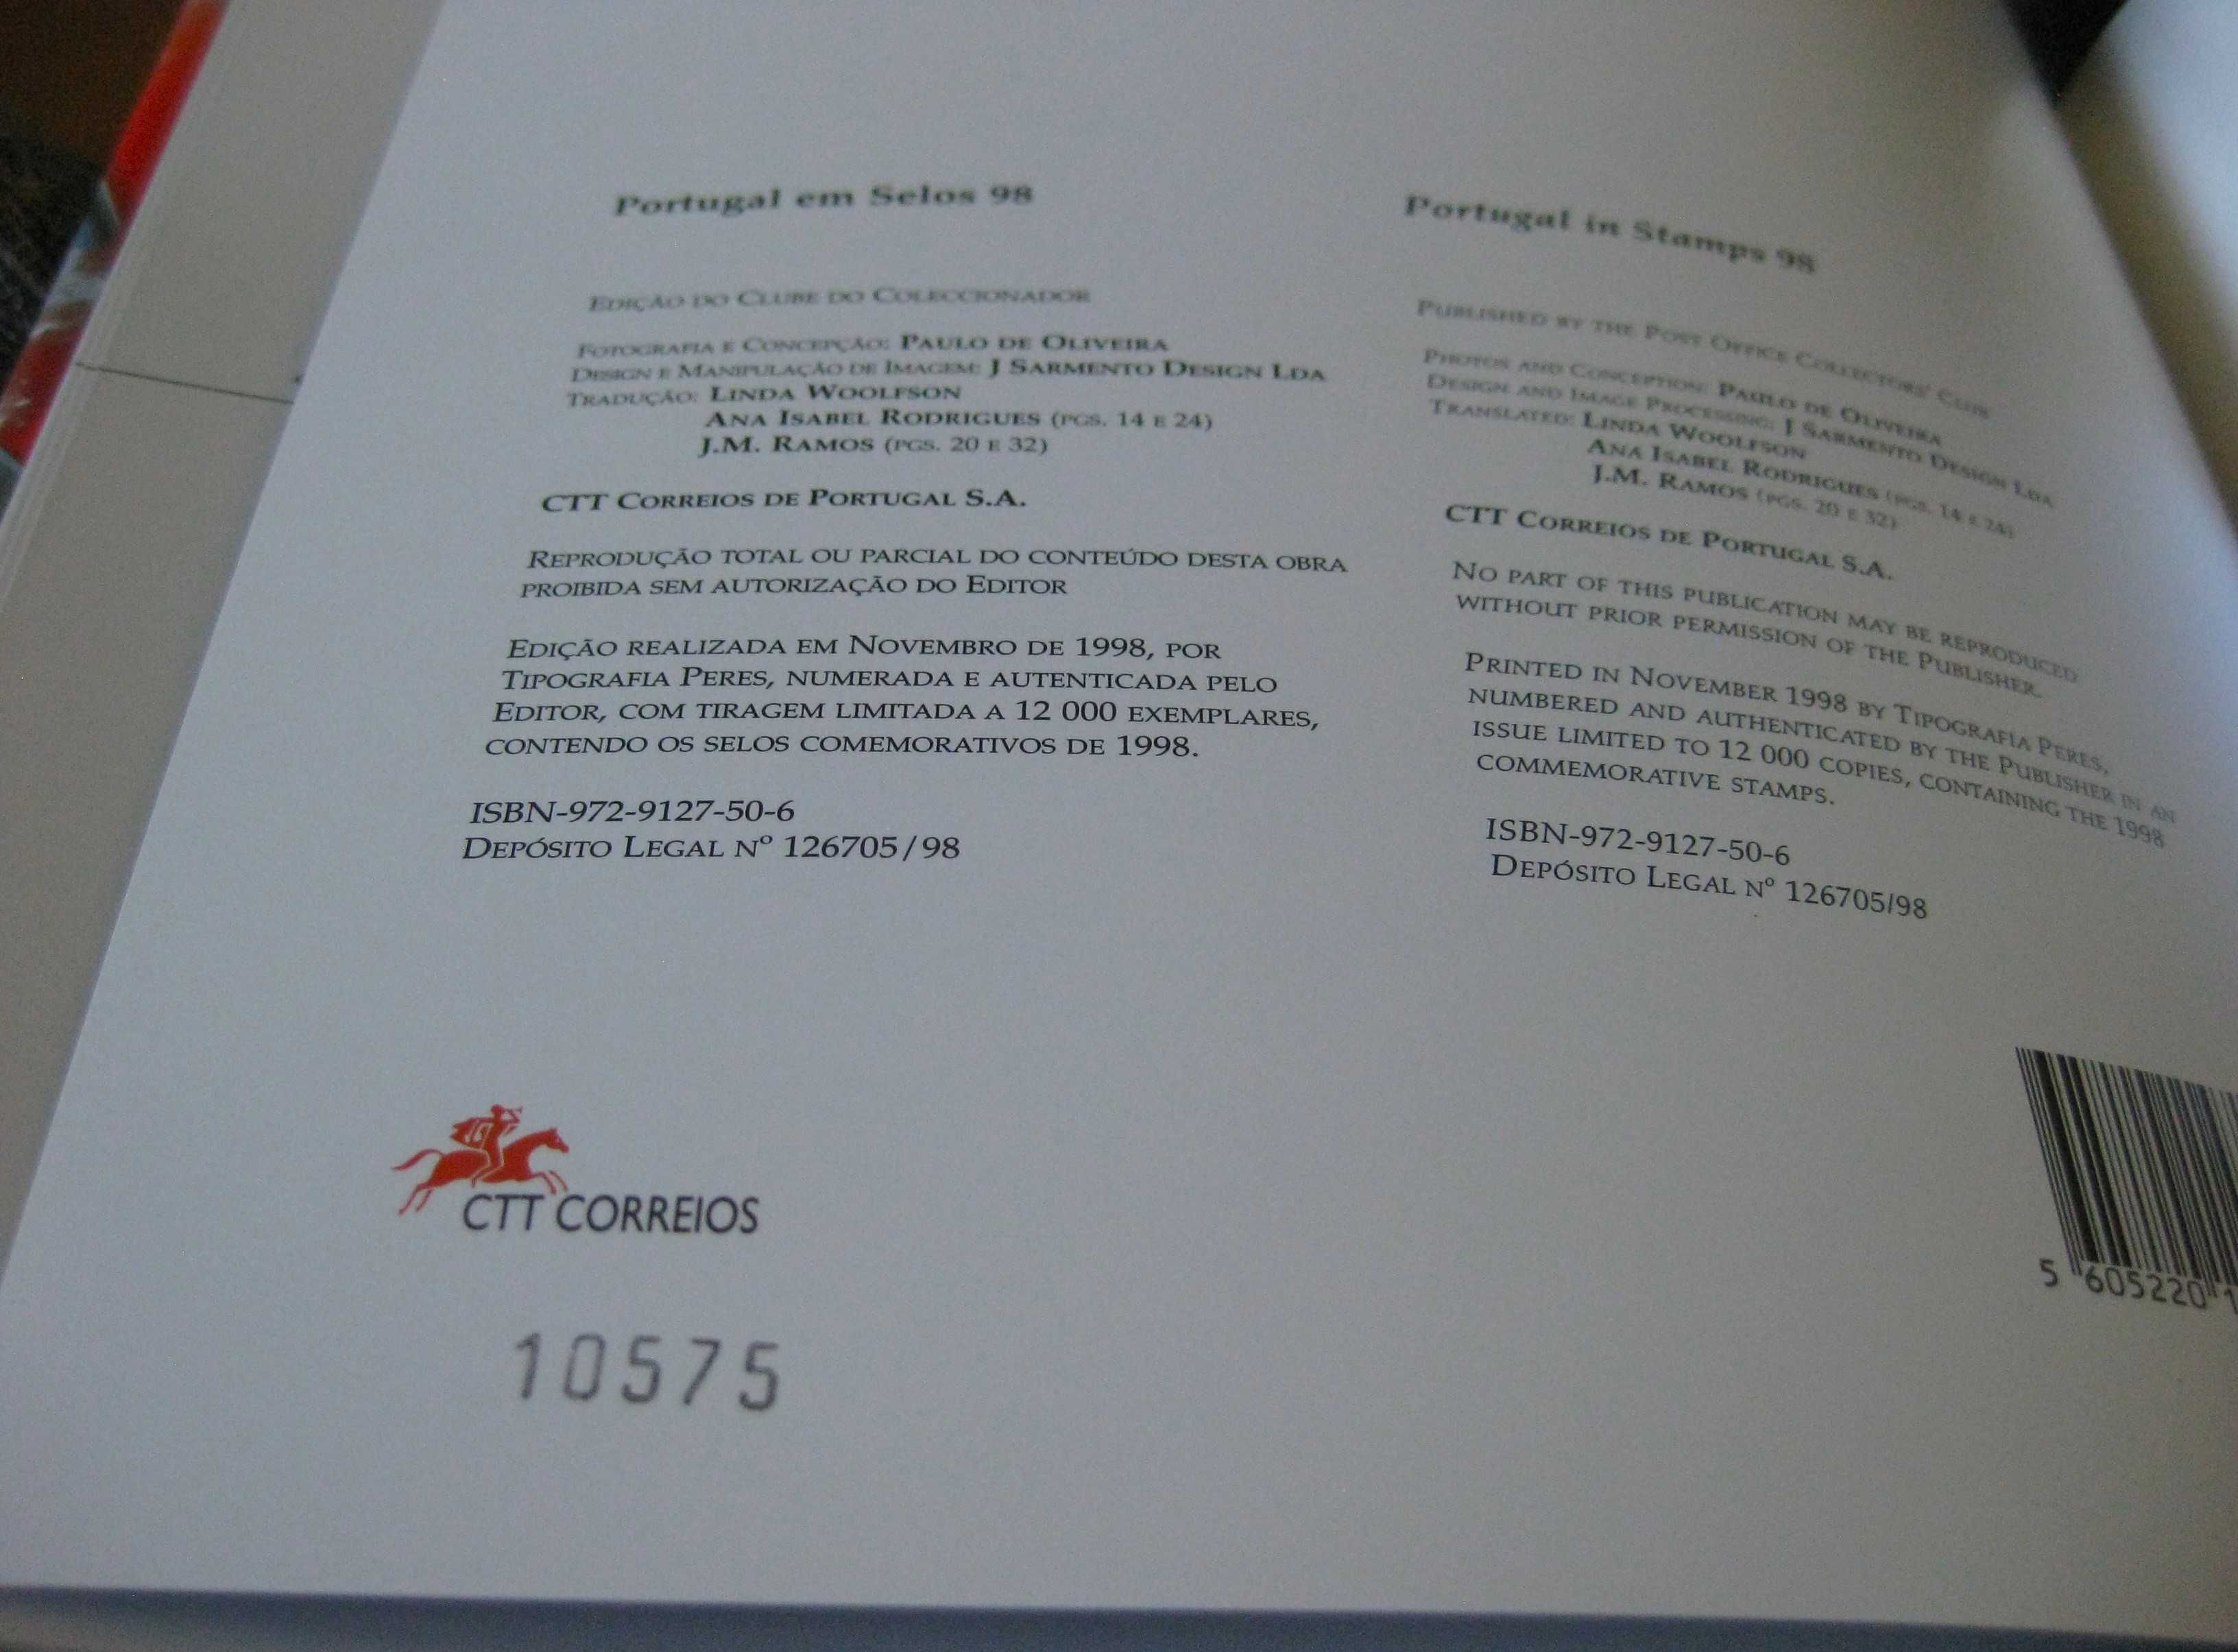 Portugal em Selos 98
Edição do Clube do Coleccionador
Fotografia e Concepção: Paulo de Oliveira
Design e Manipulação de Imagem: J Sarmento Design Lda
Tradução: Linda Woolfson
Ana Isabel Rodrigues (pgs. 14 e 24)
J.M. Ramos (pgs. 20 e 32)
CTT Correios de Portugal S.A.
Reprodução total ou parcial do conteúdo desta obra
proibida sem autorização do Editor
Edição realizada em Novembro de 1998, por
Tipografia Peres, numerada e autenticada pelo
Editor, com tiragem limitada a 12 000 exemplares,
contendo os selos comemorativos de 1998.
ISBN-972-9127-50-6
Depósito Legal Nº 126705/98
Portugal in Stamps 98
Published by the Post Office Collectors' Club
Photos and Conception: Paulo de Oliveira
Design and Image Processing: J Sarmento Design Lda
Translated: Linda Woolfson
Ana Isabel Rodrigues (pgs. 14 e 24)
J.M. Ramos (pgs. 20 e 32)
CTT Correios de Portugal S.A.
No part of this publication may be reproduced
without prior permission of the Publisher.
Printed in November 1998 by Tipografia Peres,
numbered and authenticated by the Publisher in an
issue limited to 12 000 copies, containing the 1998
commemorative stamps.
ISBN-972-9127-50-6
Depósito Legal Nº 126705/98
CTT CORREIOS
5 605220
10575